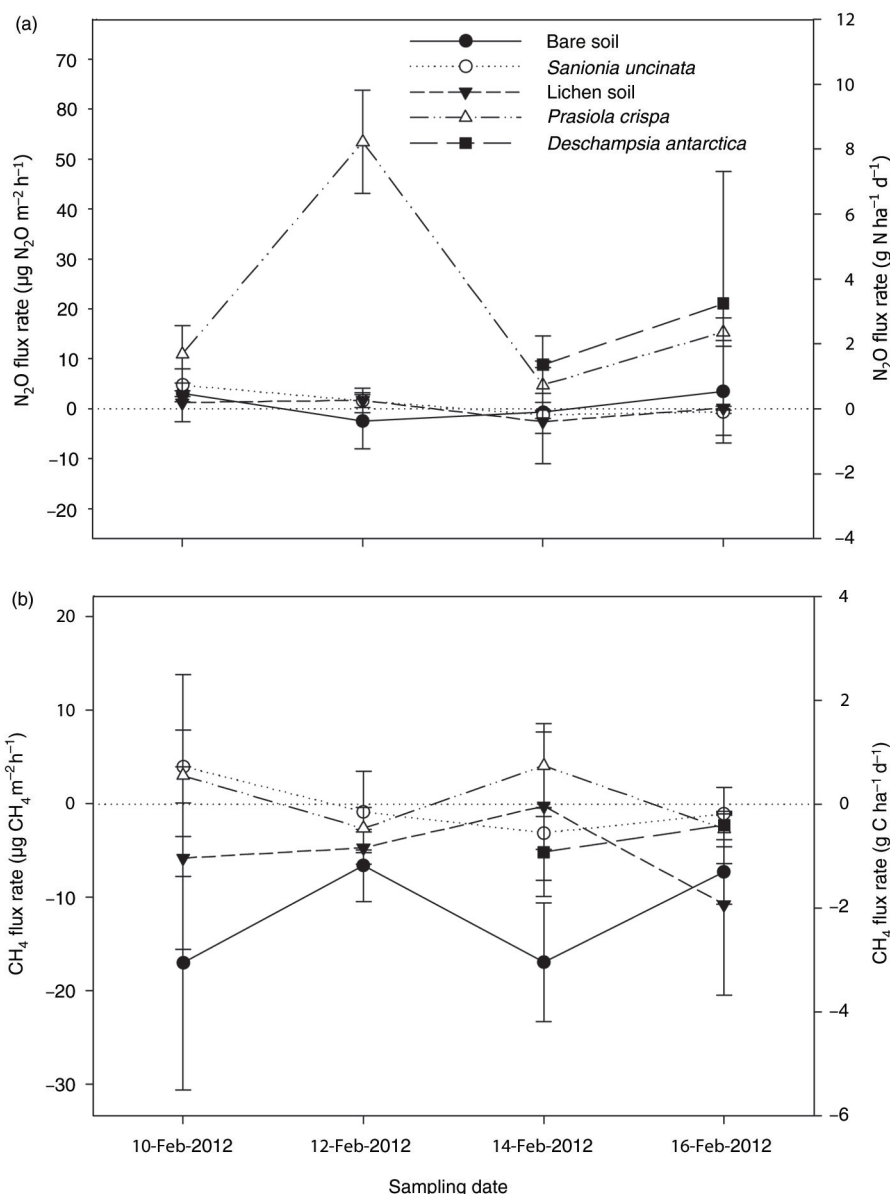 (a)
Bare soil
Sanionia uncinata
Lichen soil
Prasiola crispa
Deschampsia antarctica
N₂O flux rate (µg N₂O m⁻² h⁻¹)
70
80
50
40
30
20
10
0
–10
–20
12
10
8
6
4
2
0
–2
–4
N₂O flux rate (g N ha⁻¹ d⁻¹)
(b)
CH₄ flux rate (µg CH₄ m⁻² h⁻¹)
20
10
0
–10
–20
–30
4
2
0
–2
–4
–6
CH₄ flux rate (g C ha⁻¹ d⁻¹)
10-Feb-2012 12-Feb-2012 14-Feb-2012 16-Feb-2012
Sampling date